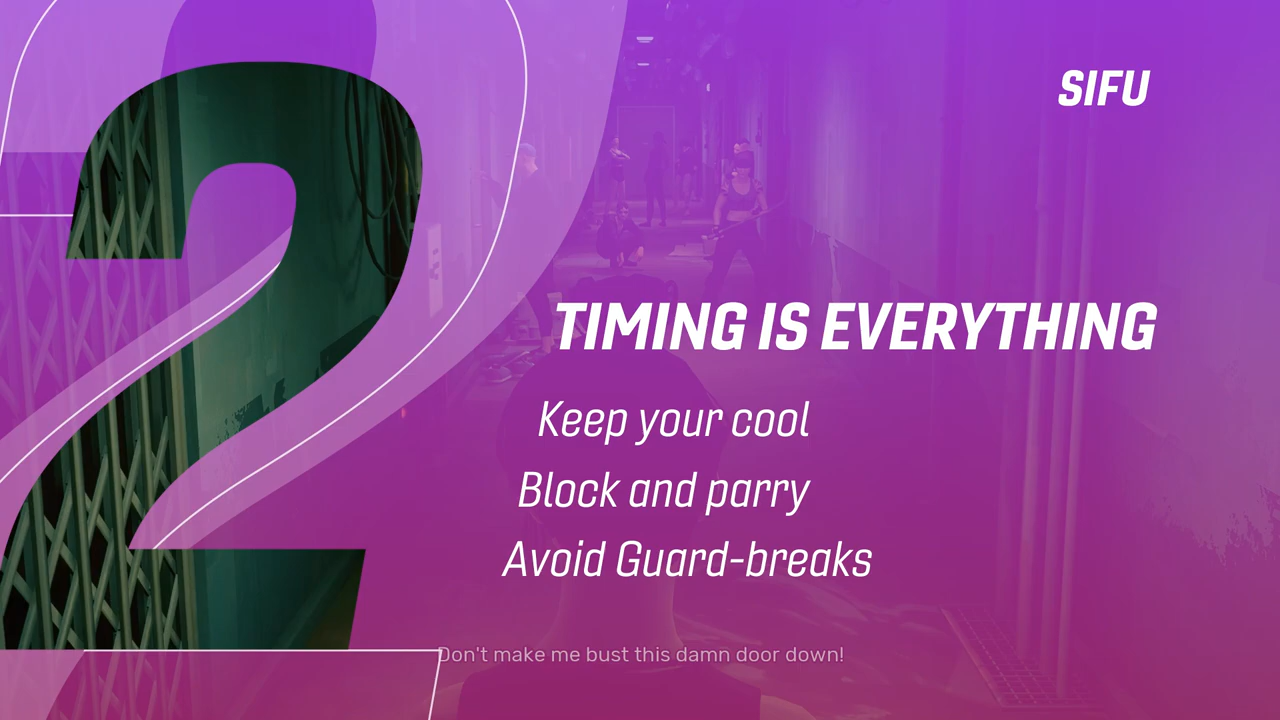 2
SIFU
TIMING IS EVERYTHING
Keep your cool
Block and parry
Avoid Guard-breaks
Don't make me bust this damn door down!